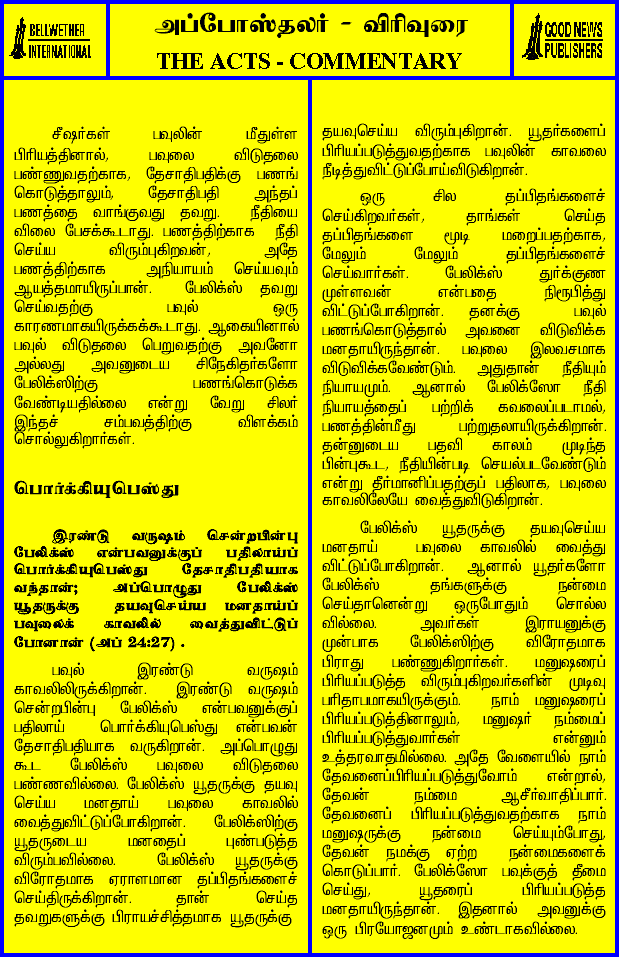 BELLWETHER
INTERNATIONAL
அப்போஸ்தலர் - விரிவுரை
THE ACTS - COMMENTARY
GOOD NEWS
PUBLISHERS
சீஷர்கள் பவுலின் மீதுள்ள
பிரியத்தினால், பவுலை விடுதலை
பண்ணுவதற்காக, தேசாதிபதிக்கு பணங்
கொடுத்தாலும், தேசாதிபதி அந்தப்
பணத்தை வாங்குவது தவறு. நீதியை
விலை பேசக்கூடாது. பணத்திற்காக நீதி
செய்ய விரும்புகிறவன், அதே
பணத்திற்காக அநியாயம் செய்யவும்
ஆயத்தமாயிருப்பான். பேலிக்ஸ் தவறு
செய்வதற்கு பவுல் ஒரு
காரணமாகயிருக்கக்கூடாது. ஆகையினால்
பவுல் விடுதலை பெறுவதற்கு அவனோ
அல்லது அவனுடைய சிநேகிதர்களோ
பேலிக்ஸிற்கு பணங்கொடுக்க
வேண்டியதில்லை என்று வேறு சிலர்
இந்தச் சம்பவத்திற்கு விளக்கம்
சொல்லுகிறார்கள்.
பொர்க்கியுபெஸ்து
இரண்டு வருஷம் சென்றபின்பு
பேலிக்ஸ் என்பவனுக்குப் பதிலாய்ப்
பொர்க்கியுபெஸ்து தேசாதிபதியாக
வந்தான்; அப்பொழுது பேலிக்ஸ்
யூதருக்கு தயவுசெய்ய மனதாய்ப்
பவுலைக் காவலில் வைத்துவிட்டுப்
போனான் (அப் 24:27) .
பவுல் இரண்டு வருஷம்
காவலிலிருக்கிறான். இரண்டு வருஷம்
சென்றபின்பு பேலிக்ஸ் என்பவனுக்குப்
பதிலாய் பொர்க்கியுபெஸ்து என்பவன்
தேசாதிபதியாக வருகிறான். அப்பொழுது
கூட பேலிக்ஸ் பவுலை விடுதலை
பண்ணவில்லை. பேலிக்ஸ் யூதருக்கு தயவு
செய்ய மனதாய் பவுலை காவலில்
வைத்துவிட்டுப்போகிறான். பேலிக்ஸிற்கு
யூதருடைய மனதைப் புண்படுத்த
விரும்பவில்லை. பேலிக்ஸ் யூதருக்கு
விரோதமாக ஏராளமான தப்பிதங்களைச்
செய்திருக்கிறான். தான் செய்த
தவறுகளுக்கு பிராயச்சித்தமாக யூதருக்கு
தயவுசெய்ய விரும்புகிறான். யூதர்களைப்
பிரியப்படுத்துவதற்காக பவுலின் காவலை
நீடித்துவிட்டுப்போய்விடுகிறான்.
ஒரு சில தப்பிதங்களைச்
செய்கிறவர்கள், தாங்கள் செய்த
தப்பிதங்களை மூடி மறைப்பதற்காக,
மேலும் மேலும் தப்பிதங்களைச்
செய்வார்கள். பேலிக்ஸ் துர்க்குண
முள்ளவன் என்பதை நிரூபித்து
விட்டுப்போகிறான். தனக்கு பவுல்
பணங்கொடுத்தால் அவனை விடுவிக்க
மனதாயிருந்தான். பவுலை இலவசமாக
விடுவிக்கவேண்டும். அதுதான் நீதியும்
நியாயமும். ஆனால் பேலிக்ஸோ நீதி
நியாயத்தைப் பற்றிக் கவலைப்படாமல்,
பணத்தின்மீது பற்றுதலாயிருக்கிறான்.
தன்னுடைய பதவி காலம் முடிந்த
பின்புகூட, நீதியின்படி செயல்படவேண்டும்
என்று தீர்மானிப்பதற்குப் பதிலாக, பவுலை
காவலிலேயே வைத்துவிடுகிறான்.
பேலிக்ஸ் யூதருக்கு தயவுசெய்ய
மனதாய் பவுலை காவலில் வைத்து
விட்டுப்போகிறான். ஆனால் யூதர்களோ
பேலிக்ஸ் தங்களுக்கு நன்மை
செய்தானென்று ஒருபோதும் சொல்ல
வில்லை. அவர்கள் இராயனுக்கு
முன்பாக பேலிக்ஸிற்கு விரோதமாக
பிராது பண்ணுகிறார்கள். மனுஷரைப்
பிரியப்படுத்த விரும்புகிறவர்களின் முடிவு
பரிதாபமாகயிருக்கும். நாம் மனுஷரைப்
பிரியப்படுத்தினாலும், மனுஷர் நம்மைப்
பிரியப்படுத்துவார்கள் என்னும்
உத்தரவாதமில்லை. அதே வேளையில் நாம்
தேவனைப்பிரியப்படுத்துவோம் என்றால்,
தேவன் நம்மை ஆசீர்வாதிப்பார்.
தேவனைப் பிரியப்படுத்துவதற்காக நாம்
மனுஷருக்கு நன்மை செய்யும்போது,
தேவன் நமக்கு ஏற்ற நன்மைகளைக்
கொடுப்பார். பேலிக்ஸோ பவுக்குத் தீமை
செய்து, யூதரைப் பிரியப்படுத்த
மனதாயிருந்தான். இதனால் அவனுக்கு
ஒரு பிரயோஜனமும் உண்டாகவில்லை.